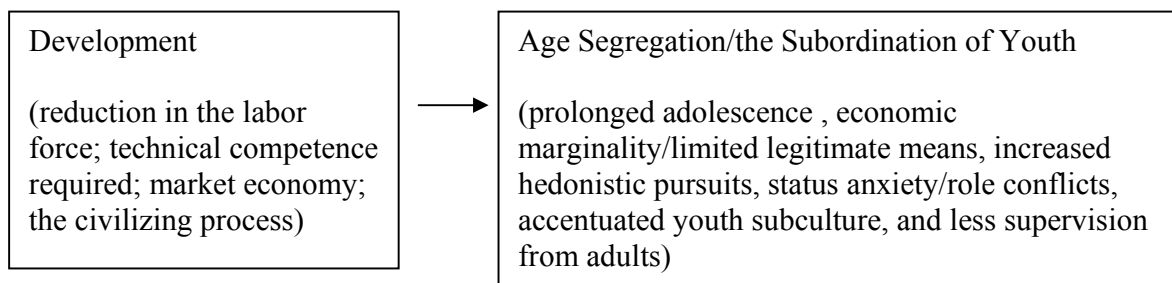 Development
(reduction in the labor
force; technical competence
required; market economy;
the civilizing process)
Age Segregation/the Subordination of Youth
(prolonged adolescence , economic
marginality/limited legitimate means, increased
hedonistic pursuits, status anxiety/role conflicts,
accentuated youth subculture, and less supervision
from adults)